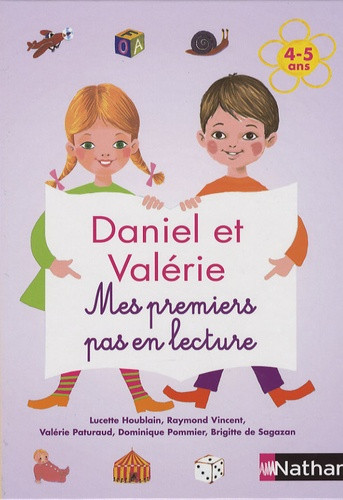 4-5
ans
Q
A
Daniel et
Valérie
Mes premiers
pas en lecture
Lucette Houblain, Raymond Vincent,
Valérie Paturaud, Dominique Pommier, Brigitte de Sagazan
Nathan